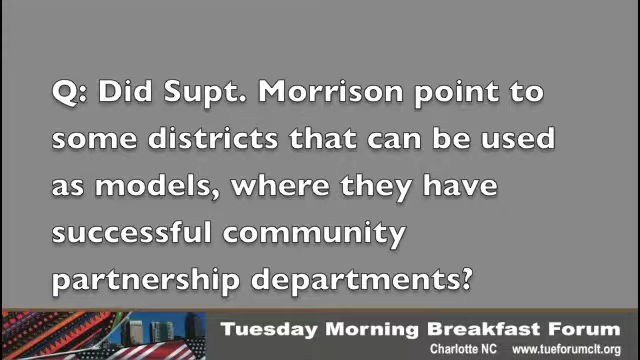 Q: Did Supt. Morrison point to
some districts that can be used
as models, where they have
successful community
partnership departments?
Tuesday Morning Breakfast Forum
Charlotte NC www.tueforumclt.org